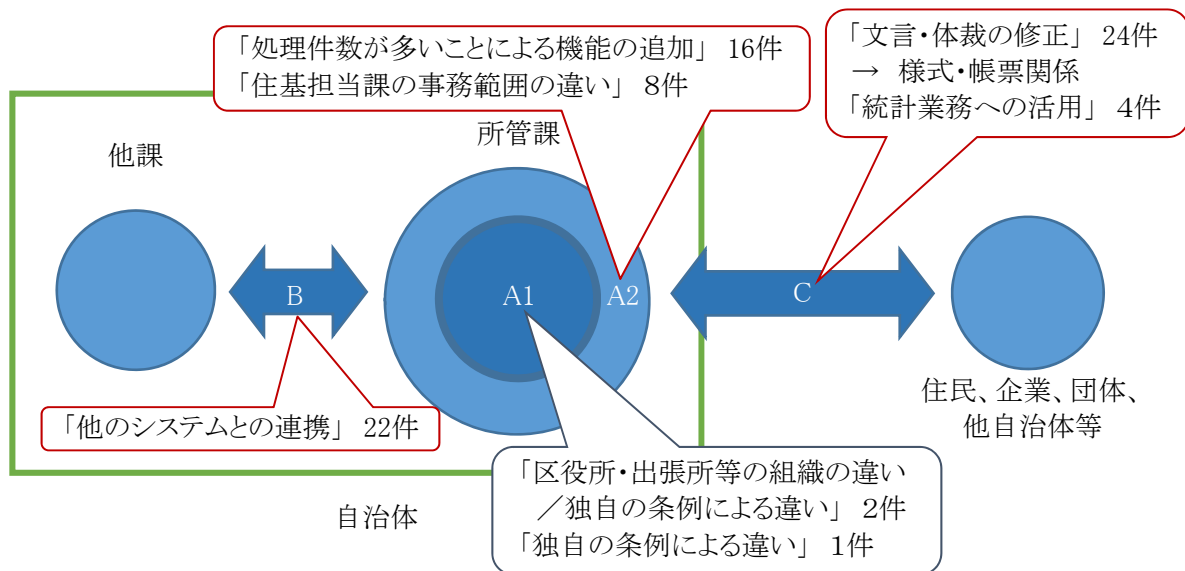 「処理件数が多いことによる機能の追加」 16件
「住基担当課の事務範囲の違い」 8件
「文言・体裁の修正」 24件
→ 様式・帳票関係
「統計業務への活用」 4件
他課
所管課
B
A1
A2
C
「他のシステムとの連携」 22件
住民、企業、団体、
他自治体等
「区役所・出張所等の組織の違い
／独自の条例による違い」 2件
「独自の条例による違い」 1件
自治体